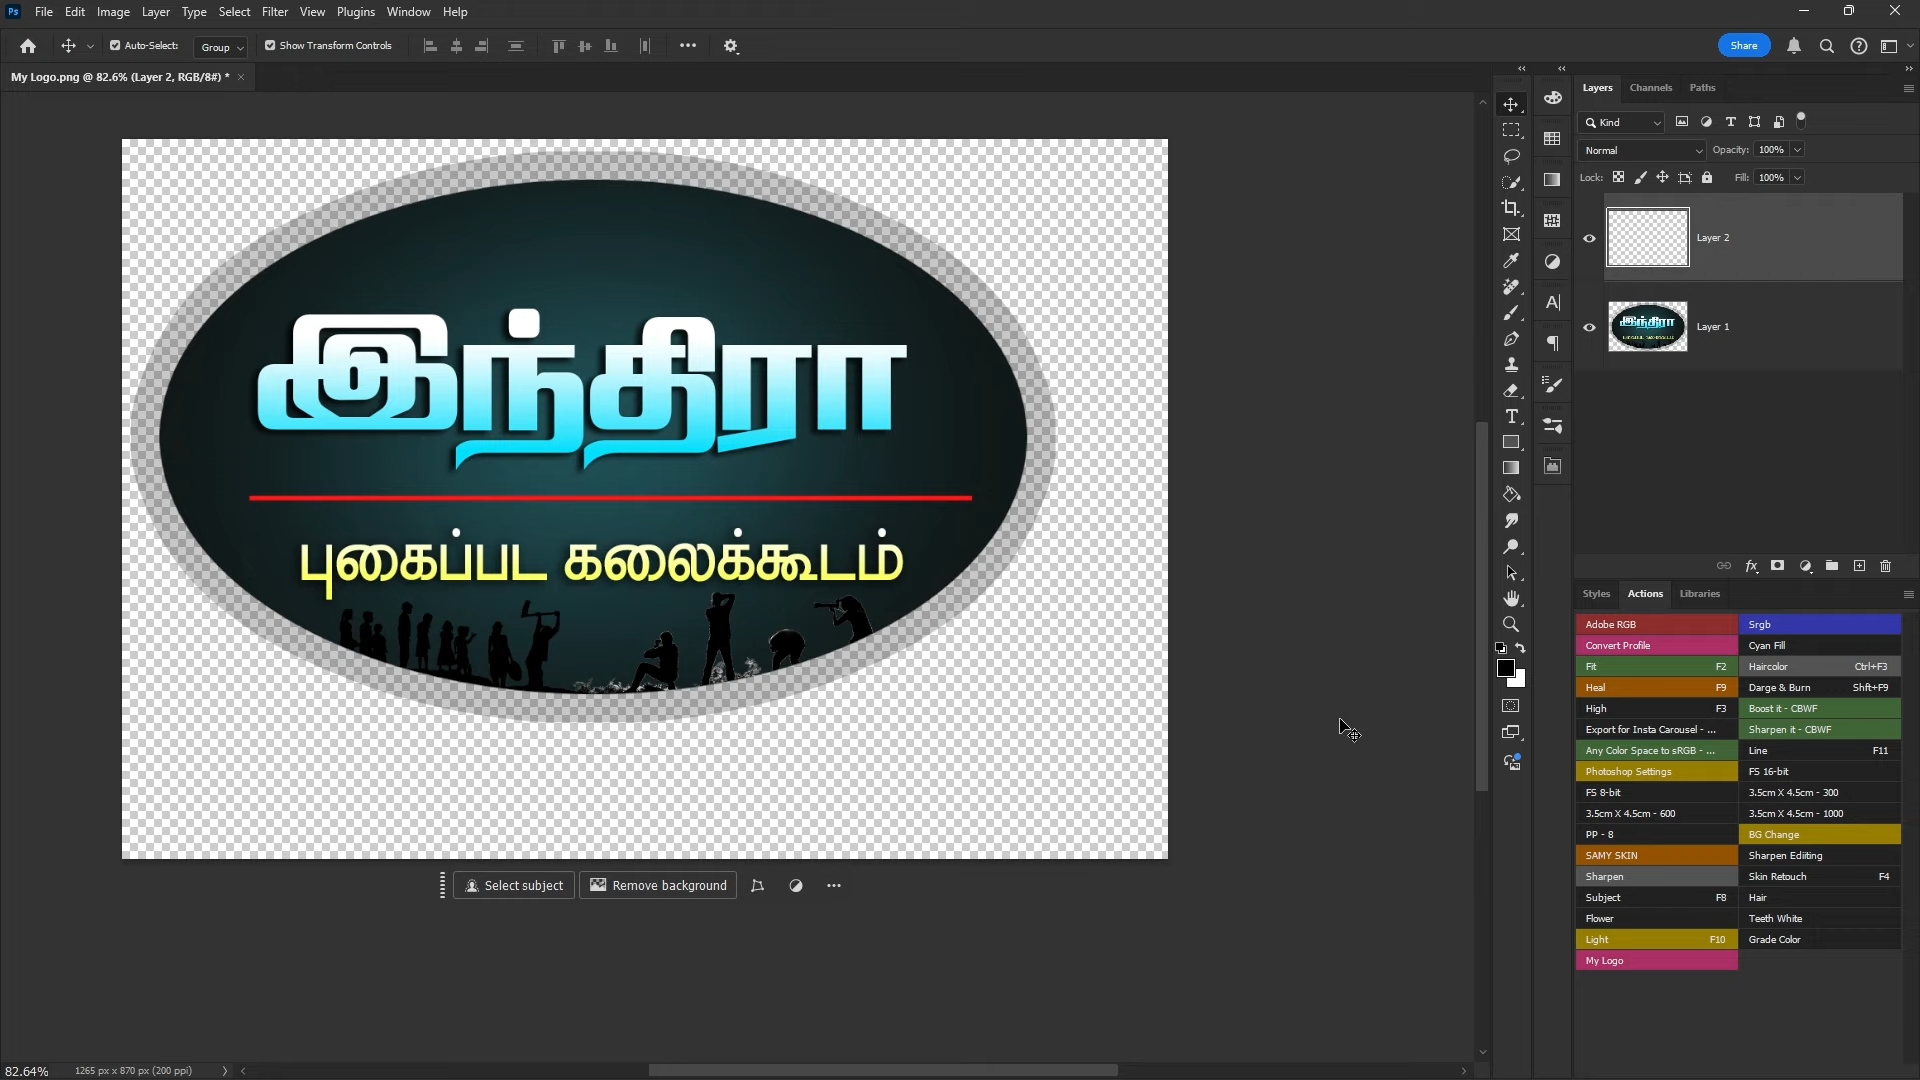 Ps File Edit Image Layer Type Select Filter View Plugins Window Help
Auto-Select: Group Show Transform Controls Share
My Logo.png @ 82.6% (Layer 2, RGB/8#) *
இந்திரா
புகைப்பட கலைக்கூடம்
Select subject Remove background
82.64% 1265 px x 870 px (200 ppi)
Layers Channels Paths
Kind
Normal Opacity: 100%
Lock: Fill: 100%
Layer 2
Layer 1
Styles Actions Libraries
Adobe RGB Srgb
Convert Profile Cyan Fill
Fit F2 Haircolor Ctrl+F3
Heal F9 Darge & Burn Shft+F9
High F3 Boost it - CBWF
Export for Insta Carousel - ... Sharpen it - CBWF
Any Color Space to sRGB - ... Line F11
Photoshop Settings FS 16-bit
FS 8-bit 3.5cm X 4.5cm - 300
3.5cm X 4.5cm - 600 3.5cm X 4.5cm - 1000
PP - 8 BG Change
SAMY SKIN Sharpen Ediiting
Sharpen Skin Retouch F4
Subject F8 Hair
Flower Teeth White
Light F10 Grade Color
My Logo